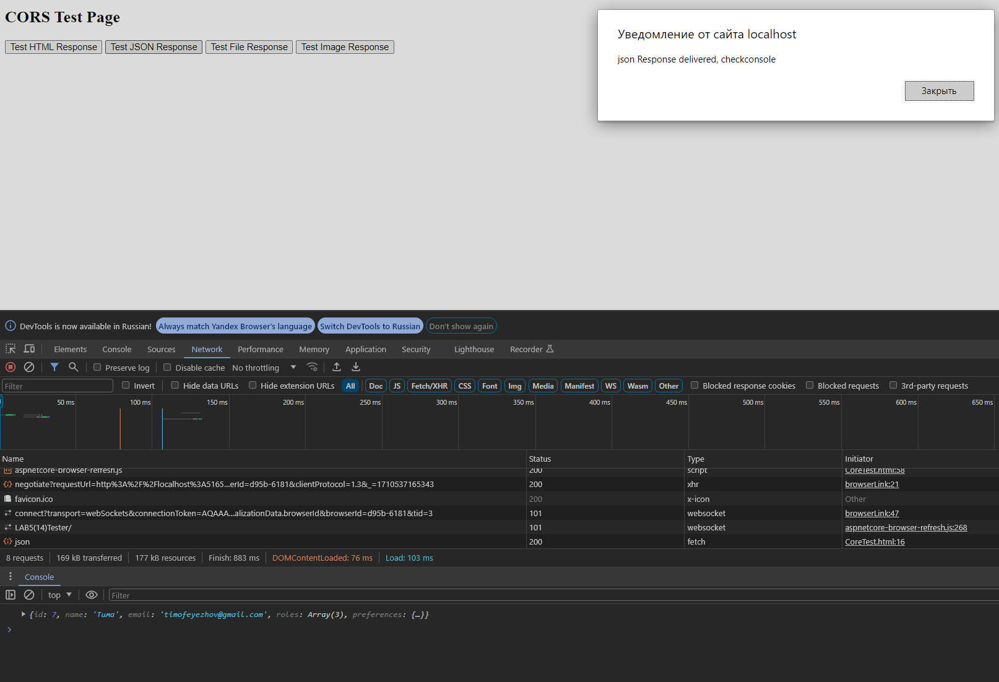 CORS Test Page
Test HTML Response Test JSON Response Test File Response Test Image Response
Уведомление от сайта localhost
json Response delivered, checkconsole
Закрыть
DevTools is now available in Russian! Always match Yandex Browser's language Switch DevTools to Russian Don't show again
Elements Console Sources Network Performance Memory Application Security Lighthouse Recorder
Preserve log Disable cache No throttling
Filter Invert Hide data URLs Hide extension URLs All Doc JS Fetch/XHR CSS Font Img Media Manifest WS Wasm Other Blocked response cookies Blocked requests 3rd-party requests
50 ms 100 ms 150 ms 200 ms 250 ms 300 ms 350 ms 400 ms 450 ms 500 ms 550 ms 600 ms 650 ms
Name Status Type Initiator
aspnetcore-browser-refresh.js 200 script CoreTest.html:58
negotiate?requestUrl=http%3A%2F%2Flocalhost%3A5165...erId=d95b-6181&clientProtocol=1.3&_=1710537165343 200 xhr browserLink:21
favicon.ico 200 x-icon Other
connect?transport=webSockets&connectionToken=AQAAA...alizationData.browserId&browserId=d95b-6181&tid=3 101 websocket browserLink:47
LAB5(14)Tester/ 101 websocket aspnetcore-browser-refresh.js:268
json 200 fetch CoreTest.html:16
8 requests 169 kB transferred 177 kB resources Finish: 883 ms DOMContentLoaded: 76 ms Load: 103 ms
Console
top Filter
{id: 7, name: 'Тима', email: 'timofeyezhov@gmail.com', roles: Array(3), preferences: {…}}